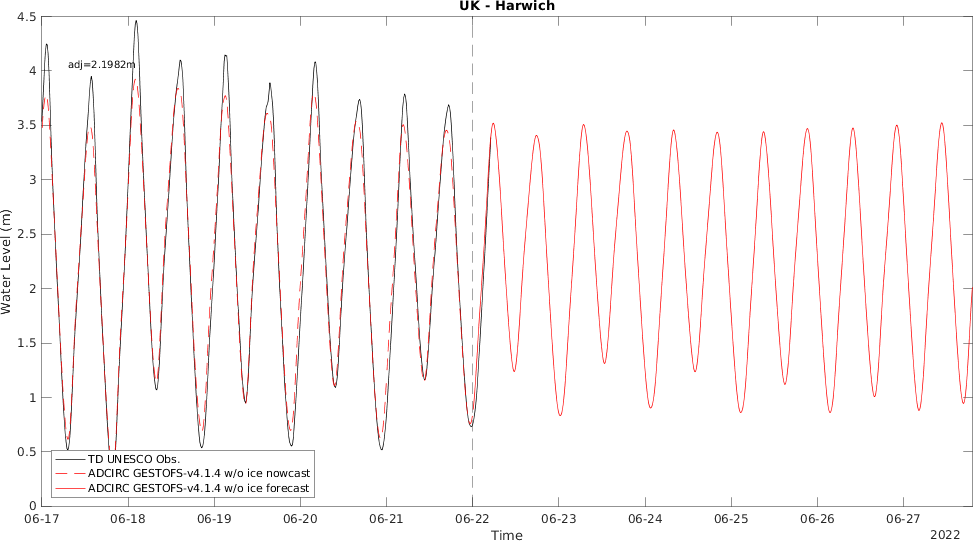 UK - Harwich
4.5
4
3.5
3
2.5
2
1.5
1
0.5
0
Water Level (m)
adj=2.1982m
TD UNESCO Obs.
ADCIRC GESTOFS-v4.1.4 w/o ice nowcast
ADCIRC GESTOFS-v4.1.4 w/o ice forecast
06-17 06-18 06-19 06-20 06-21 06-22 06-23 06-24 06-25 06-26 06-27
Time
2022